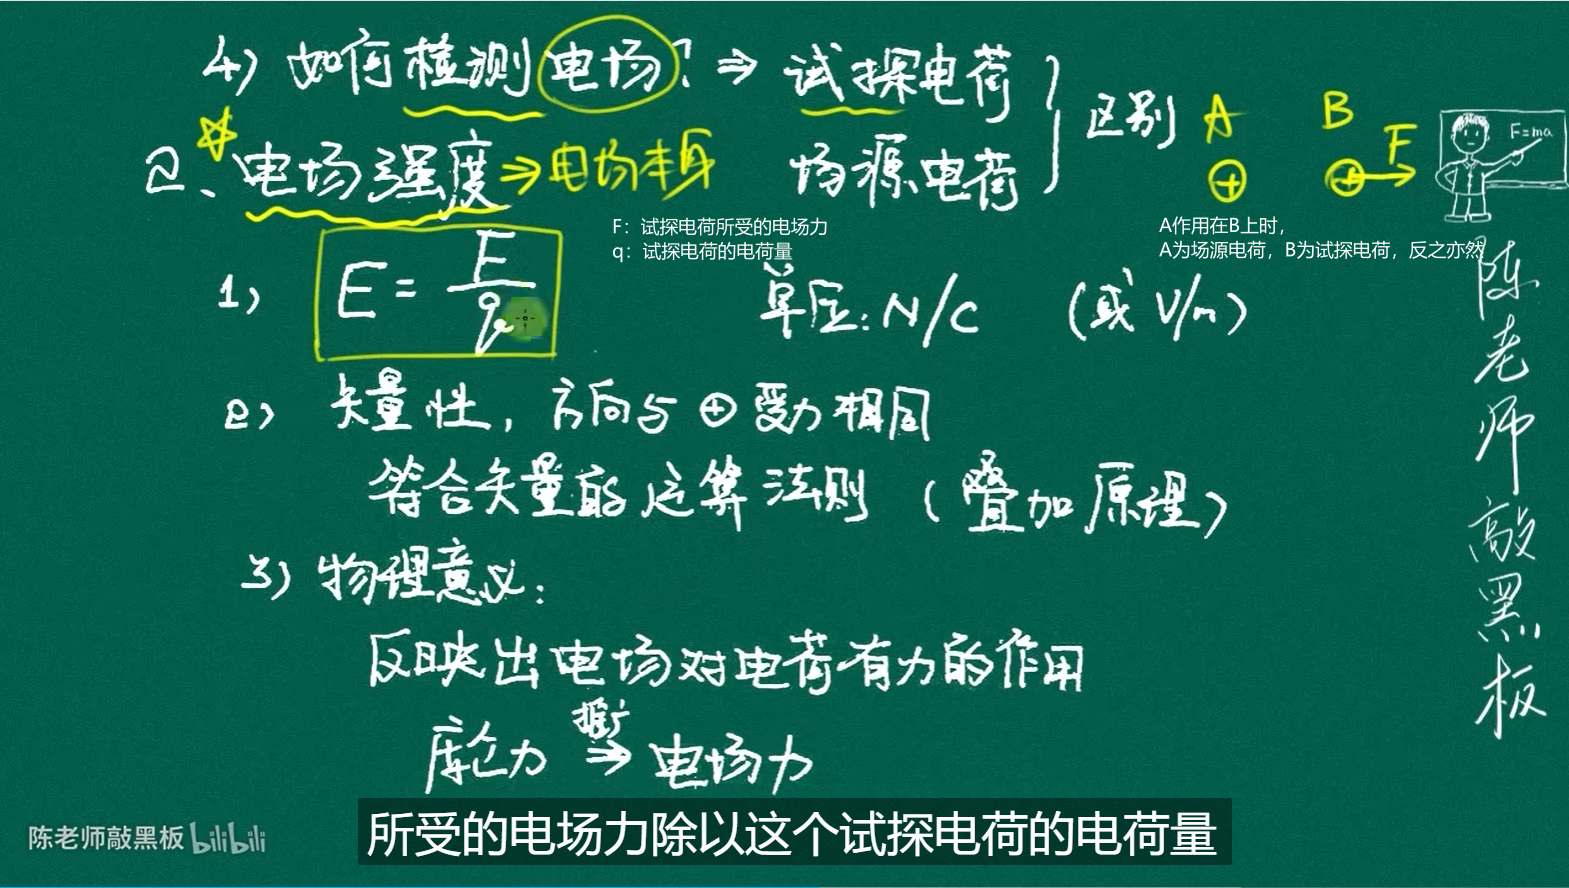 4) 如何检测电场? ⇒ 试探电荷
场源电荷
区别 A B
⊕ ⊕ F
F=ma
2、电场强度 ⇒ 电场本身
F：试探电荷所受的电场力
q：试探电荷的电荷量
A作用在B上时，
A为场源电荷，B为试探电荷，反之亦然
1) E = F/q 单位: N/C (或 V/m)
2) 矢量性, 方向与 ⊕ 受力相同
符合矢量的运算法则 (叠加原理)
3) 物理意义:
反映出电场对电荷有力的作用
库仑力 推广⇒ 电场力
陈老师敲黑板
陈老师敲黑板 bilibili
所受的电场力除以这个试探电荷的电荷量